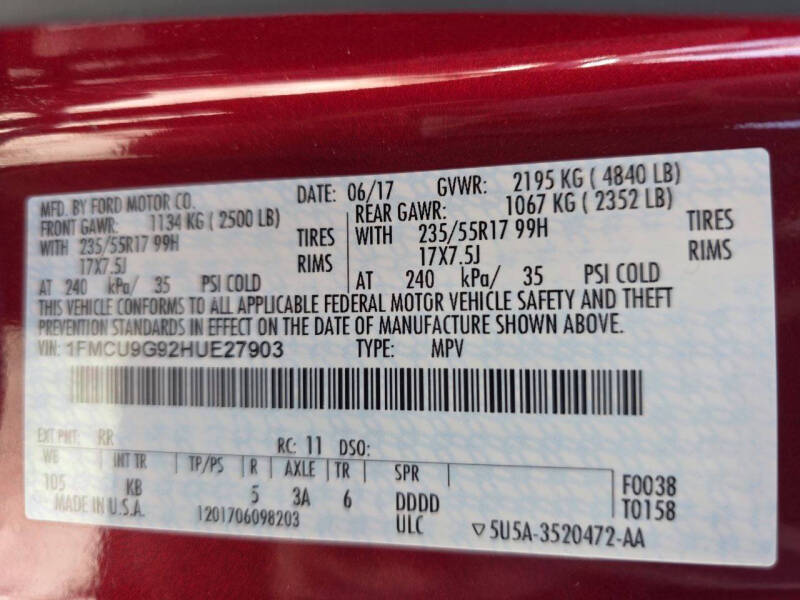 MFD. BY FORD MOTOR CO. DATE: 06/17 GVWR: 2195 KG ( 4840 LB)
FRONT GAWR: 1134 KG ( 2500 LB) REAR GAWR: 1067 KG ( 2352 LB)
WITH 235/55R17 99H TIRES WITH 235/55R17 99H TIRES
17X7.5J RIMS 17X7.5J RIMS
AT 240 kPa/ 35 PSI COLD AT 240 kPa/ 35 PSI COLD
THIS VEHICLE CONFORMS TO ALL APPLICABLE FEDERAL MOTOR VEHICLE SAFETY AND THEFT
PREVENTION STANDARDS IN EFFECT ON THE DATE OF MANUFACTURE SHOWN ABOVE.
VIN: 1FMCU9G92HUE27903 TYPE: MPV
EXT PNT: RR RC: 11 DSO:
WB INT TR TP/PS R AXLE TR SPR
105 KB 5 3A 6 DDDD F0038
MADE IN U.S.A. 1201706098203 ULC T0158
▽5U5A-3520472-AA